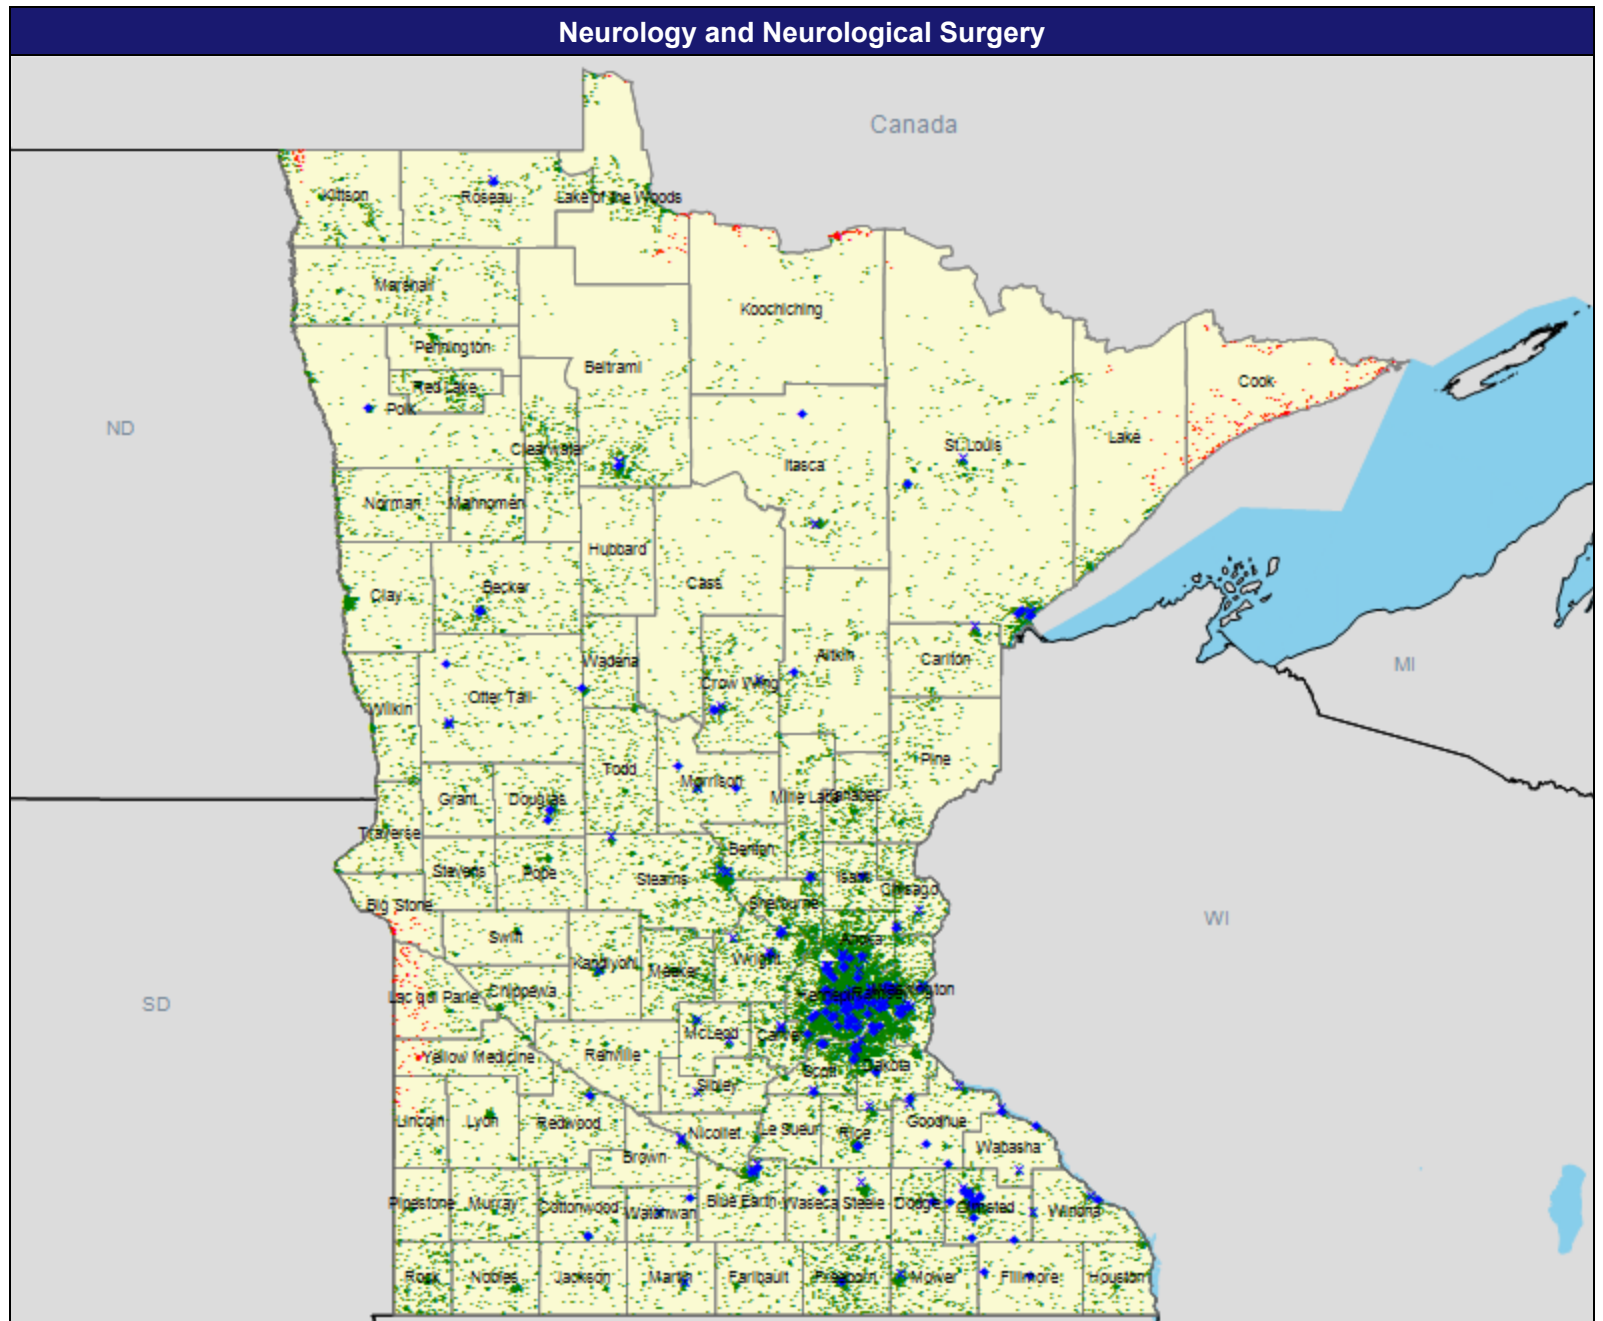 Neurology and Neurological Surgery
Canada
Kittson
Roseau
Lake of the Woods
Marshall
Koochiching
Pennington
Beltrami
Red Lake
Cook
Polk
ND
Clearwater
St. Louis
Lake
Itasca
Norman
Mahnomen
Hubbard
Cass
Becker
Clay
Aitkin
Carlton
Wadena
MI
Crow Wing
Otter Tail
Wilkin
Pine
Todd
Morrison
Grant
Douglas
Mille Lacs
Kanabec
Traverse
Benton
Stevens
Pope
Stearns
Isanti
Chisago
Big Stone
Sherburne
WI
Swift
Anoka
Kandiyohi
Meeker
Wright
Lac qui Parle
Chippewa
Hennepin
Ramsey
Washington
SD
McLeod
Carver
Yellow Medicine
Renville
Scott
Dakota
Sibley
Lincoln
Lyon
Redwood
Nicollet
Le Sueur
Rice
Goodhue
Brown
Wabasha
Pipestone
Murray
Cottonwood
Watonwan
Blue Earth
Waseca
Steele
Dodge
Olmsted
Winona
Rock
Nobles
Jackson
Martin
Faribault
Freeborn
Mower
Fillmore
Houston